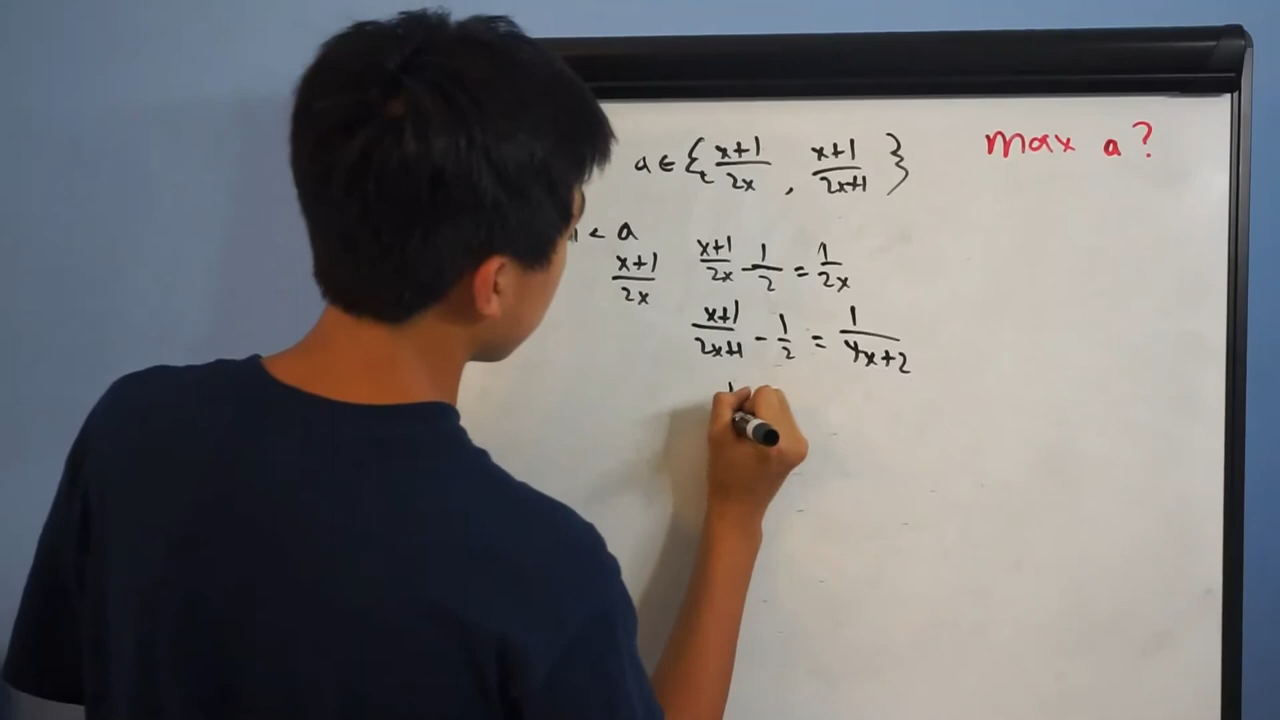 a ∈ { x+1/2x , x+1/2x+1 }
max a?
< a
x+1/2x
x+1/2x - 1/2 = 1/2x
x+1/2x+1 - 1/2 = 1/4x+2